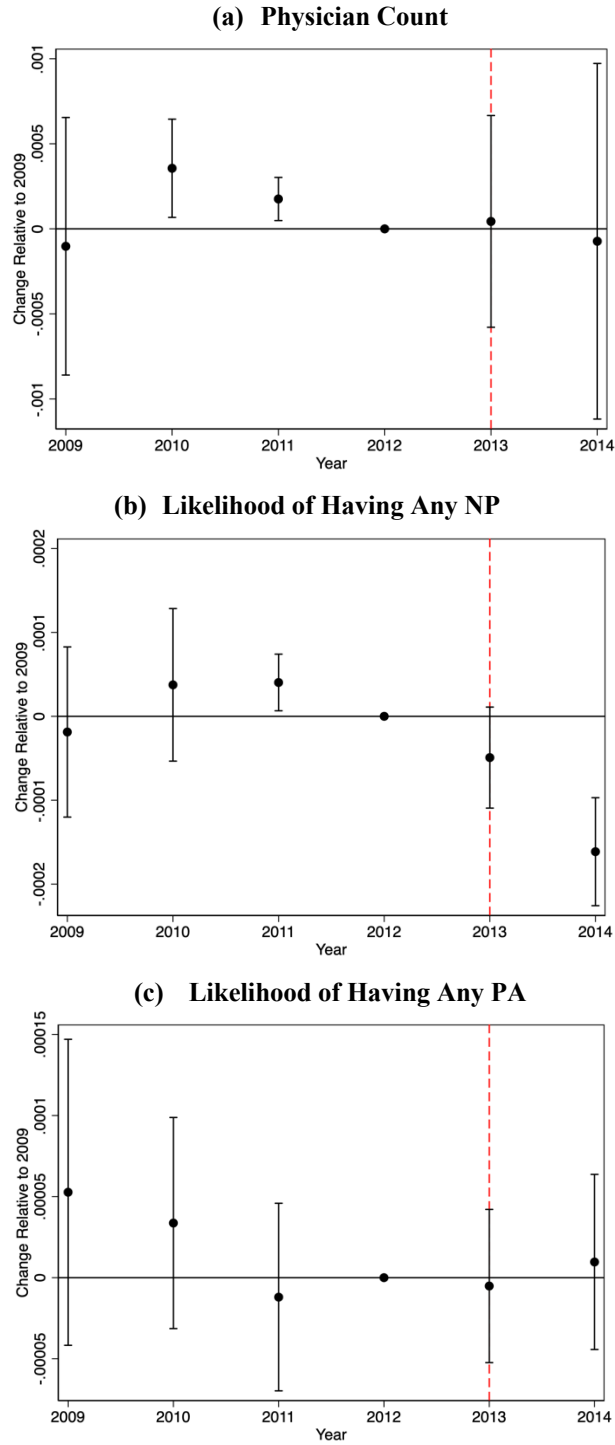 (a) Physician Count
Change Relative to 2009
.001
.0005
0
-.0005
-.001
2009 2010 2011 2012 2013 2014
Year
(b) Likelihood of Having Any NP
Change Relative to 2009
.0002
.0001
0
-.0001
-.0002
2009 2010 2011 2012 2013 2014
Year
(c) Likelihood of Having Any PA
Change Relative to 2009
.00015
.0001
.00005
0
-.00005
2009 2010 2011 2012 2013 2014
Year